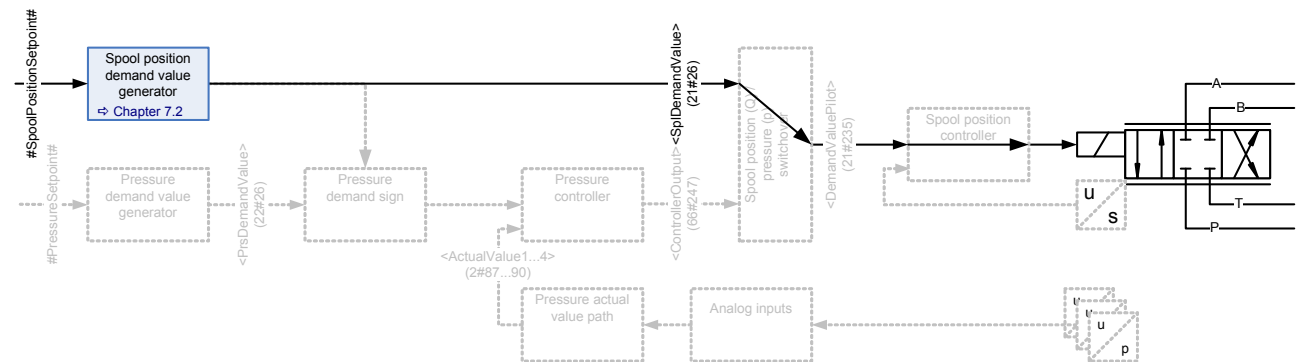 #SpoolPositionSetpoint#
Spool position
demand value
generator
⇨ Chapter 7.2
<SplDemandValue>
(21#26)
Spool position (Q) /
pressure (p)
switchover
<DemandValuePilot>
(21#235)
Spool position
controller
A
B
T
P
u
s
#PressureSetpoint#
Pressure
demand value
generator
<PrsDemandValue>
(22#26)
Pressure
demand sign
Pressure
controller
<ControllerOutput>
(66#247)
<ActualValue1...4>
(2#87...90)
Pressure actual
value path
Analog inputs
u
p